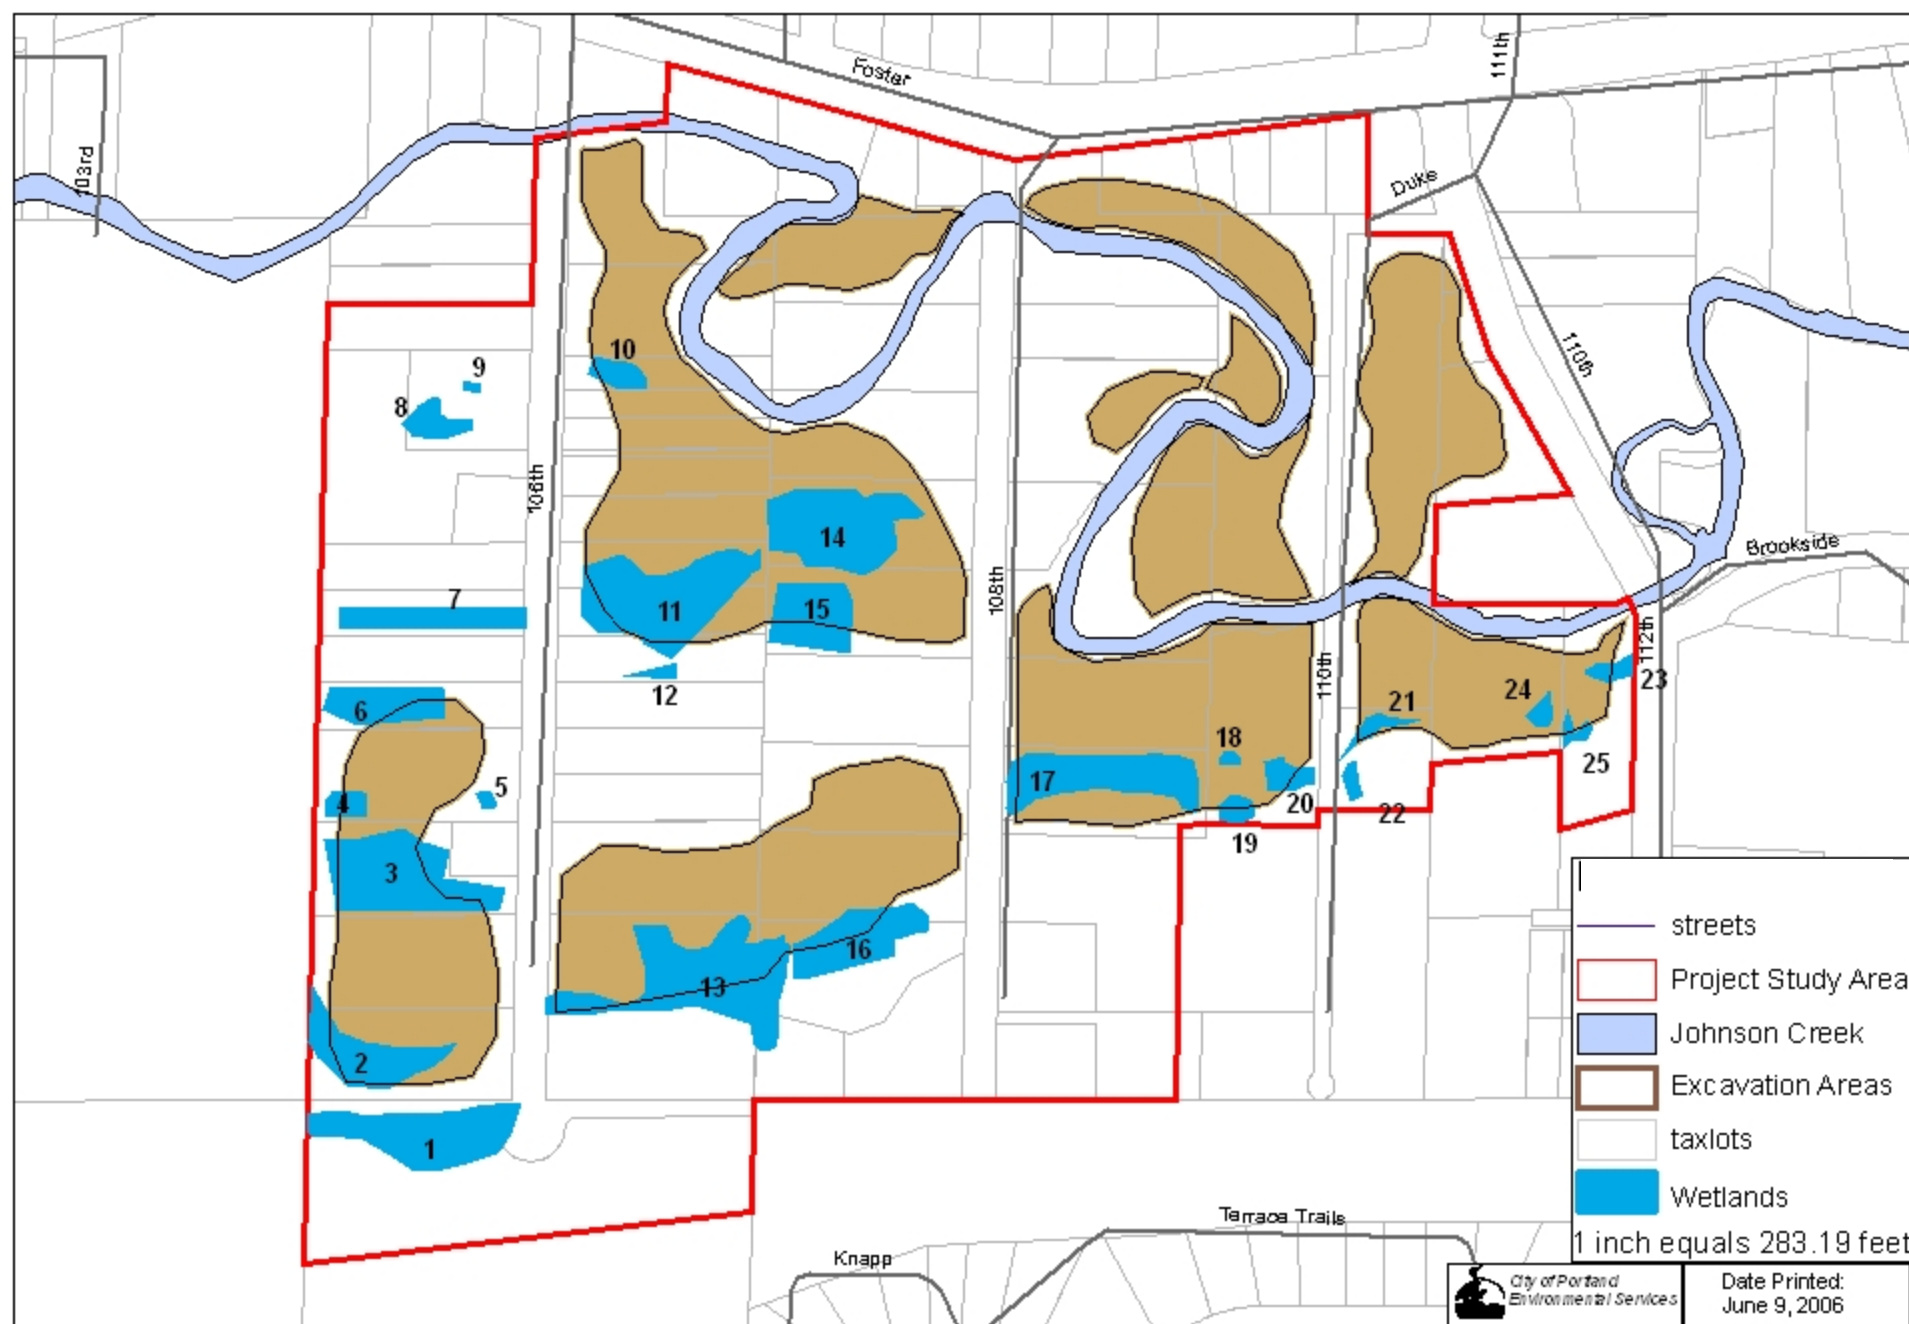 Foster
111th
103rd
Duke
110th
10
9
8
106th
14
Brookside
108th
7
11
15
12
110th
112th
23
6
24
21
18
5
17
4
20
25
22
19
3
16
13
2
1
streets
Project Study Area
Johnson Creek
Excavation Areas
taxlots
Wetlands
1 inch equals 283.19 feet
Terrace Trails
Knapp
City of Portland
Environmental Services
Date Printed:
June 9, 2006